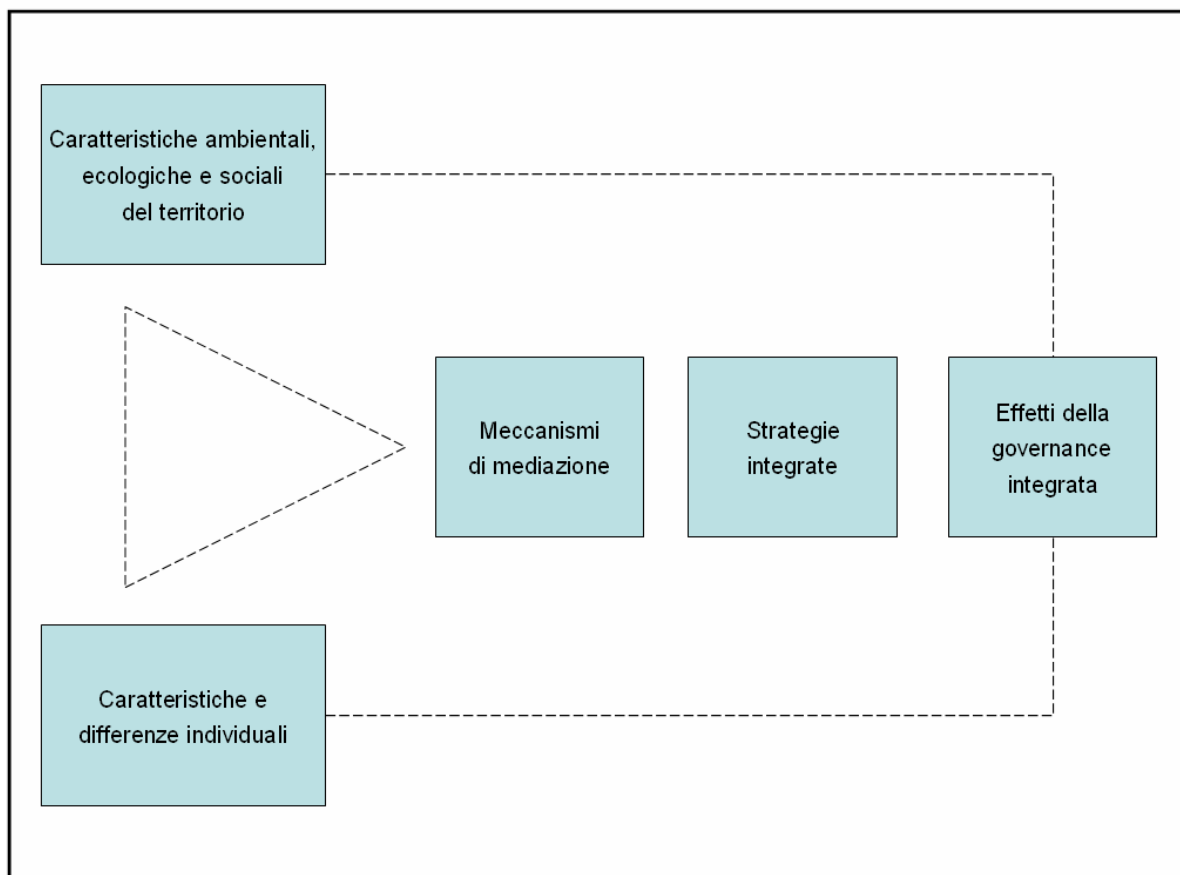 Caratteristiche ambientali,
ecologiche e sociali
del territorio
Meccanismi
di mediazione
Strategie
integrate
Effetti della
governance
integrata
Caratteristiche e
differenze individuali